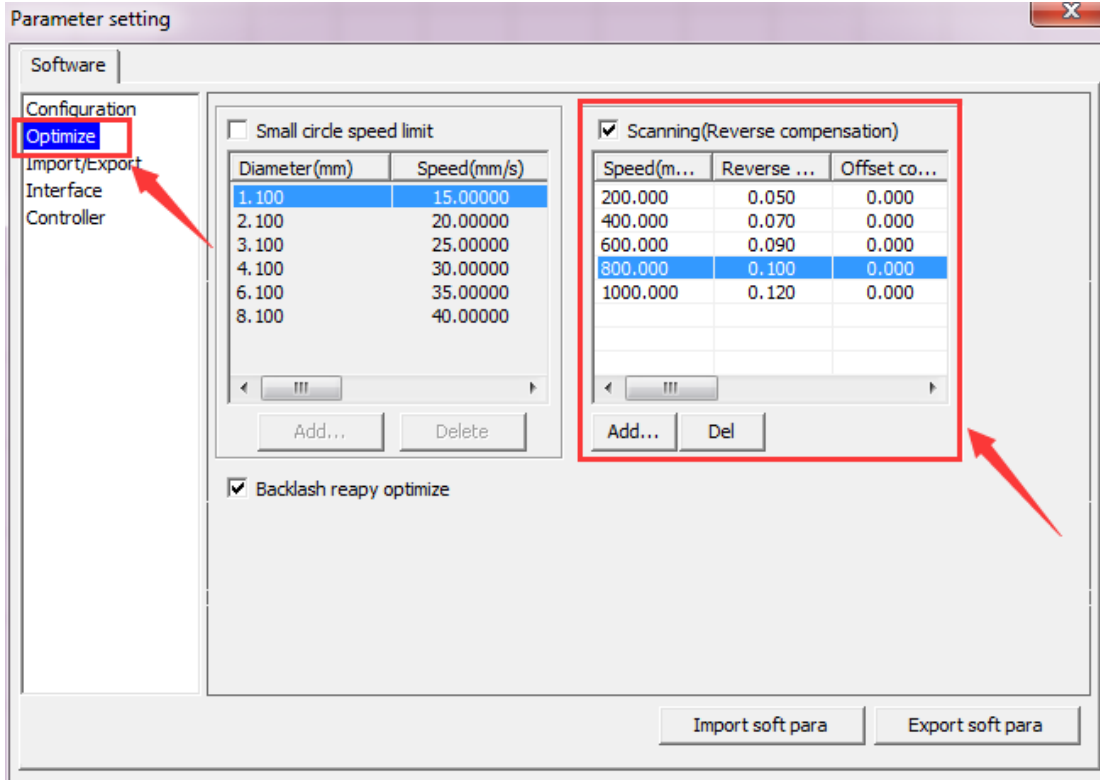 Parameter setting
Software
Configuration
Optimize
Import/Export
Interface
Controller
Small circle speed limit
Diameter(mm) Speed(mm/s)
1.100 15.00000
2.100 20.00000
3.100 25.00000
4.100 30.00000
6.100 35.00000
8.100 40.00000
Add... Delete
Scanning(Reverse compensation)
Speed(m... Reverse ... Offset co...
200.000 0.050 0.000
400.000 0.070 0.000
600.000 0.090 0.000
800.000 0.100 0.000
1000.000 0.120 0.000
Add... Del
Backlash reapy optimize
Import soft para Export soft para